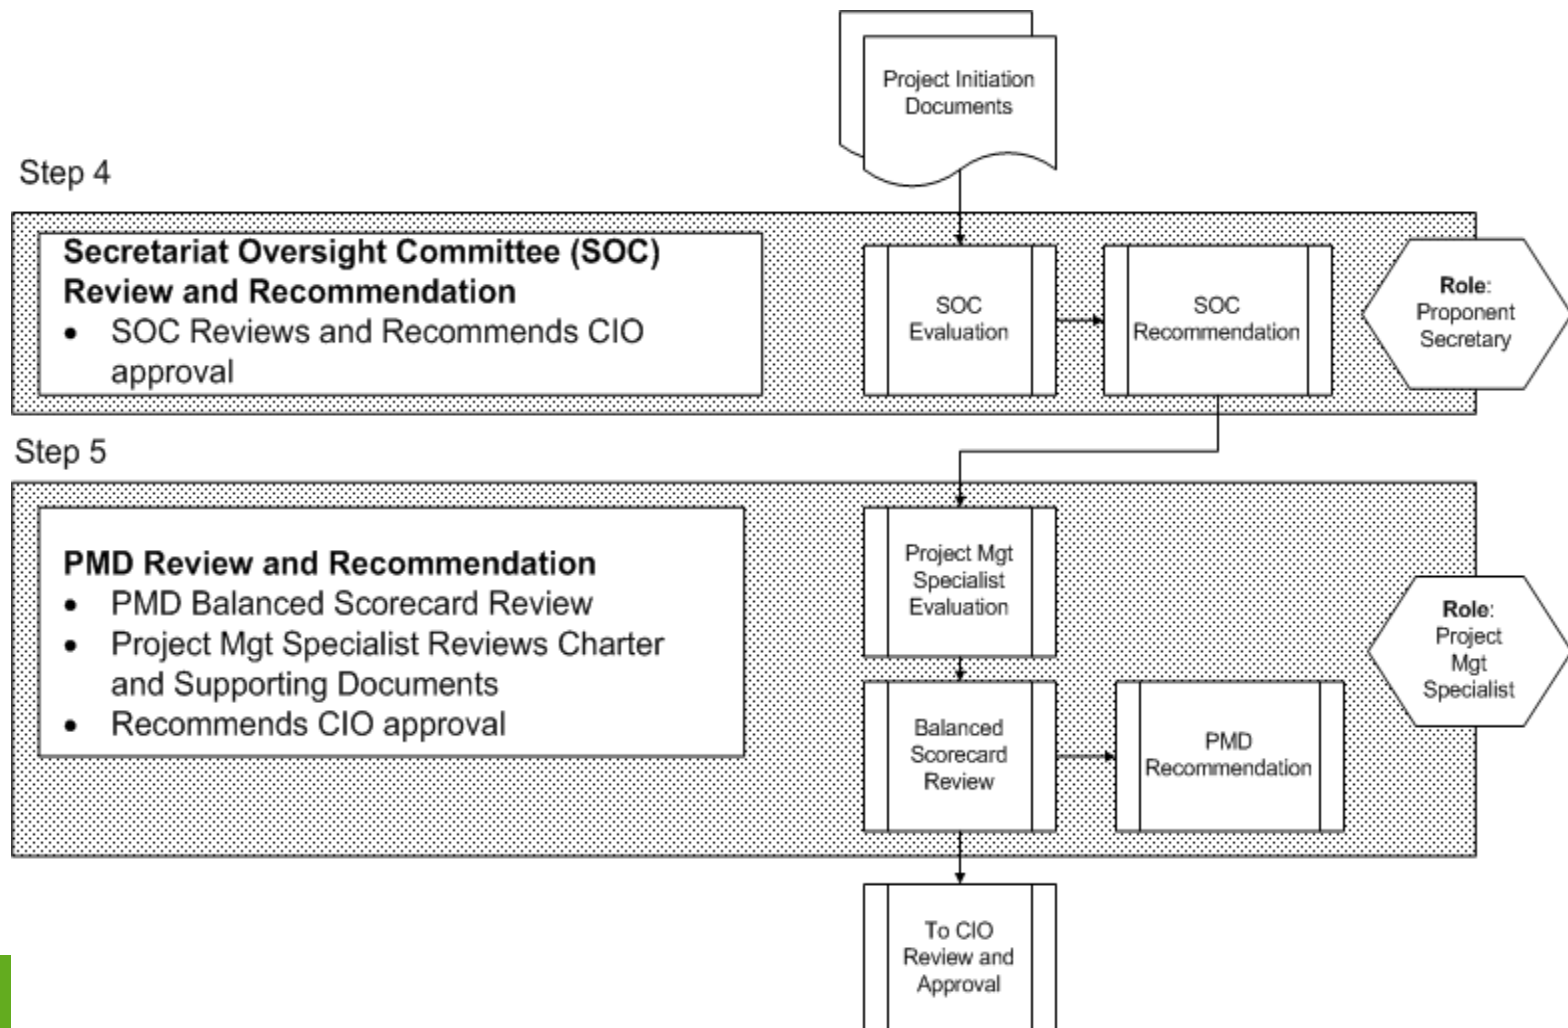 Project Initiation
Documents
Step 4
Secretariat Oversight Committee (SOC)
Review and Recommendation
• SOC Reviews and Recommends CIO
approval
SOC
Evaluation
SOC
Recommendation
Role:
Proponent
Secretary
Step 5
PMD Review and Recommendation
• PMD Balanced Scorecard Review
• Project Mgt Specialist Reviews Charter
and Supporting Documents
• Recommends CIO approval
Project Mgt
Specialist
Evaluation
Role:
Project
Mgt
Specialist
Balanced
Scorecard
Review
PMD
Recommendation
To CIO
Review and
Approval